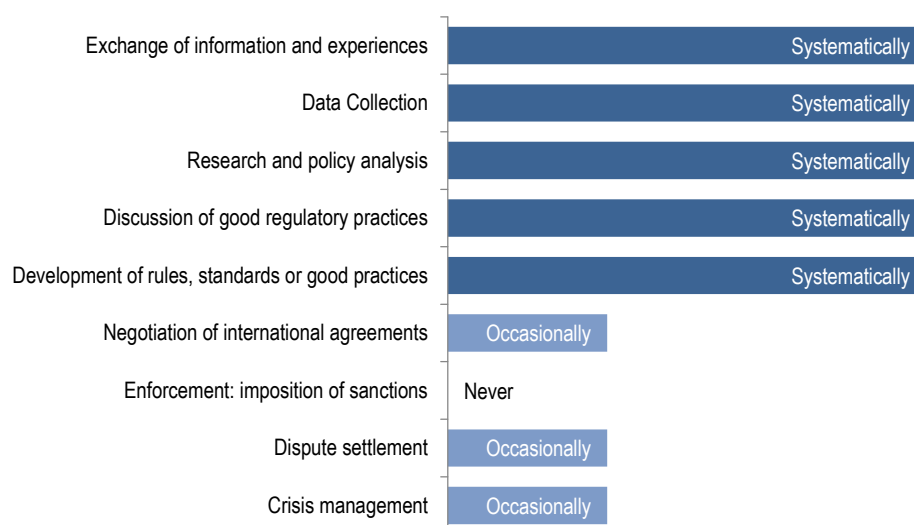 Exchange of information and experiences Systematically
Data Collection Systematically
Research and policy analysis Systematically
Discussion of good regulatory practices Systematically
Development of rules, standards or good practices Systematically
Negotiation of international agreements Occasionally
Enforcement: imposition of sanctions Never
Dispute settlement Occasionally
Crisis management Occasionally